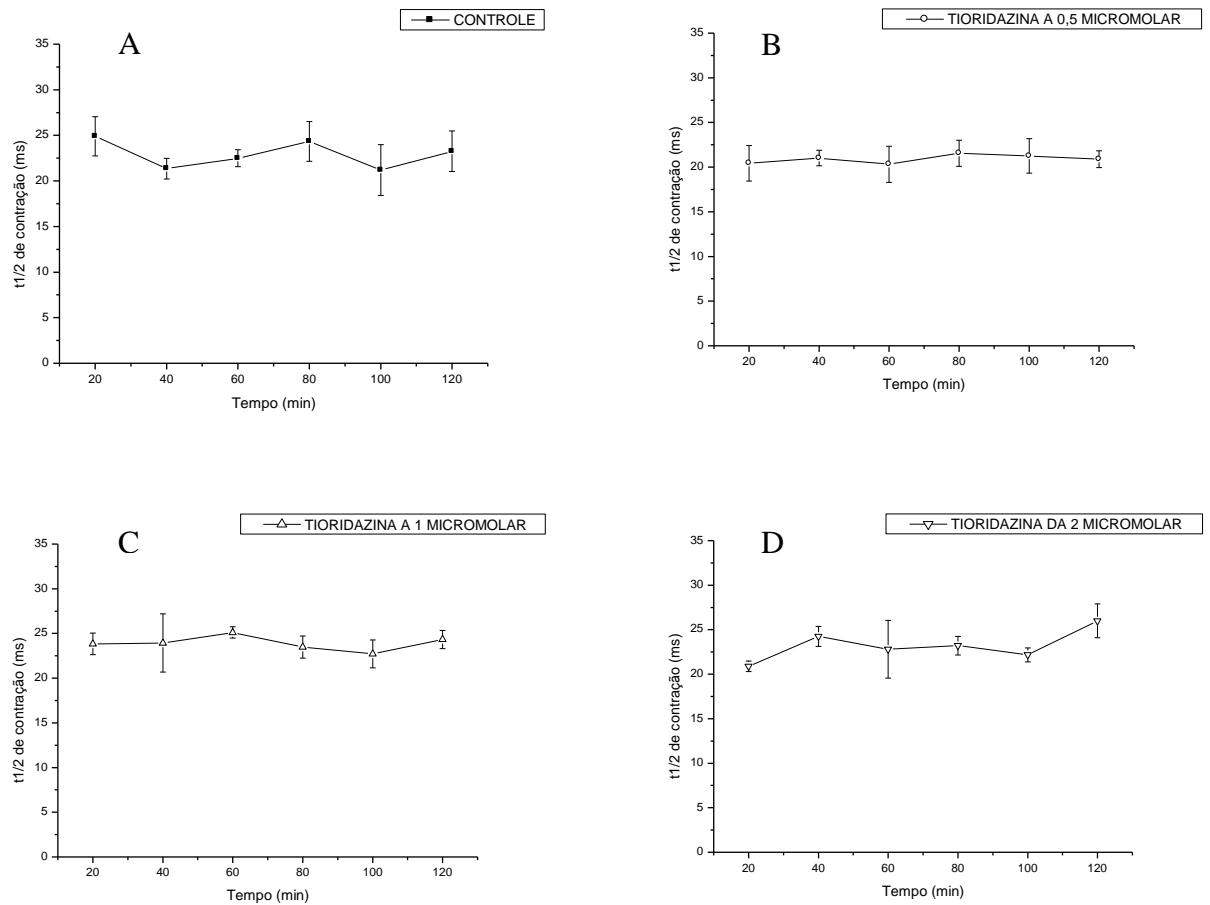 CONTROLE
A
35
30
25
20
15
10
5
0
t1/2 de contração (ms)
20 40 60 80 100 120
Tempo (min)
TIORIDAZINA A 0,5 MICROMOLAR
B
35
30
25
20
15
10
5
0
t1/2 de contração (ms)
20 40 60 80 100 120
Tempo (min)
TIORIDAZINA A 1 MICROMOLAR
C
35
30
25
20
15
10
5
0
t1/2 de contração (ms)
20 40 60 80 100 120
Tempo (min)
TIORIDAZINA DA 2 MICROMOLAR
D
35
30
25
20
15
10
5
0
t1/2 de contração (ms)
20 40 60 80 100 120
Tempo (min)